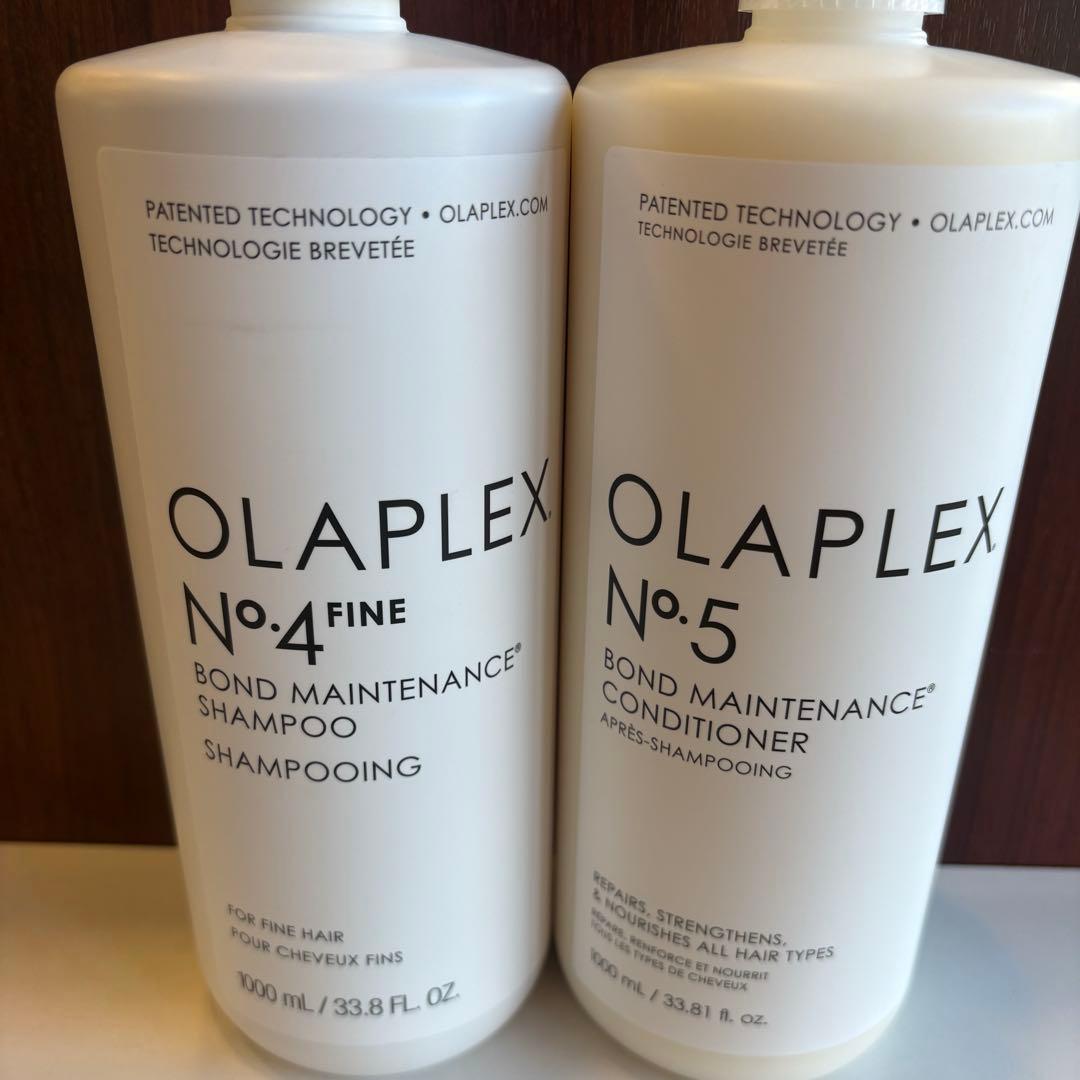 PATENTED TECHNOLOGY • OLAPLEX.COM
TECHNOLOGIE BREVETÉE
OLAPLEX®
Nº.4 FINE
BOND MAINTENANCE®
SHAMPOO
SHAMPOOING
FOR FINE HAIR
POUR CHEVEUX FINS
1000 mL / 33.8 FL. OZ.
PATENTED TECHNOLOGY • OLAPLEX.COM
TECHNOLOGIE BREVETÉE
OLAPLEX®
Nº.5
BOND MAINTENANCE®
CONDITIONER
APRÈS-SHAMPOOING
REPAIRS, STRENGTHENS,
& NOURISHES ALL HAIR TYPES
RÉPARE, RENFORCE ET NOURRIT
TOUS LES TYPES DE CHEVEUX
1000 mL / 33.81 fl. oz.